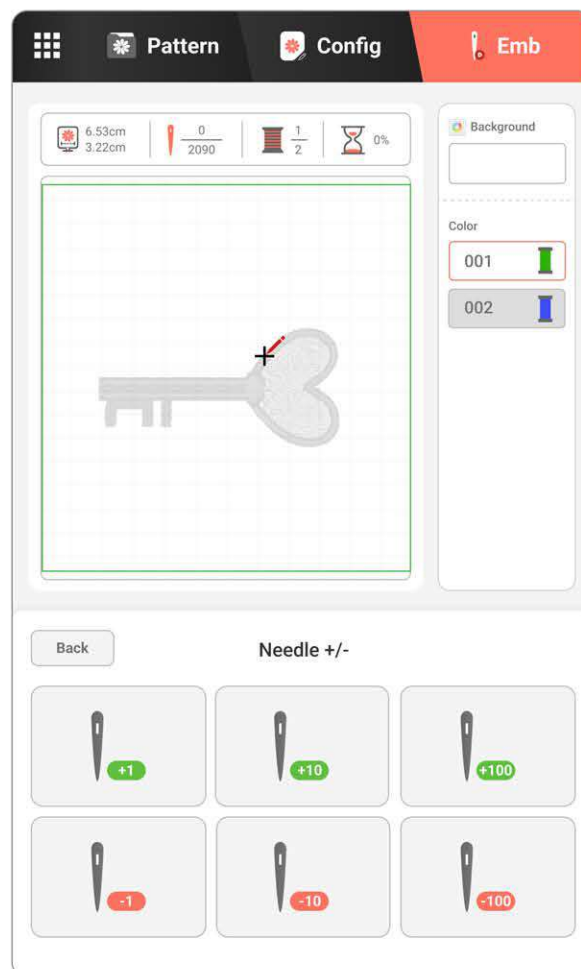 Pattern
Config
Emb
6.53cm
3.22cm
0
2090
1
2
0%
Background
Color
001
002
Back
Needle +/-
+1
+10
+100
-1
-10
-100